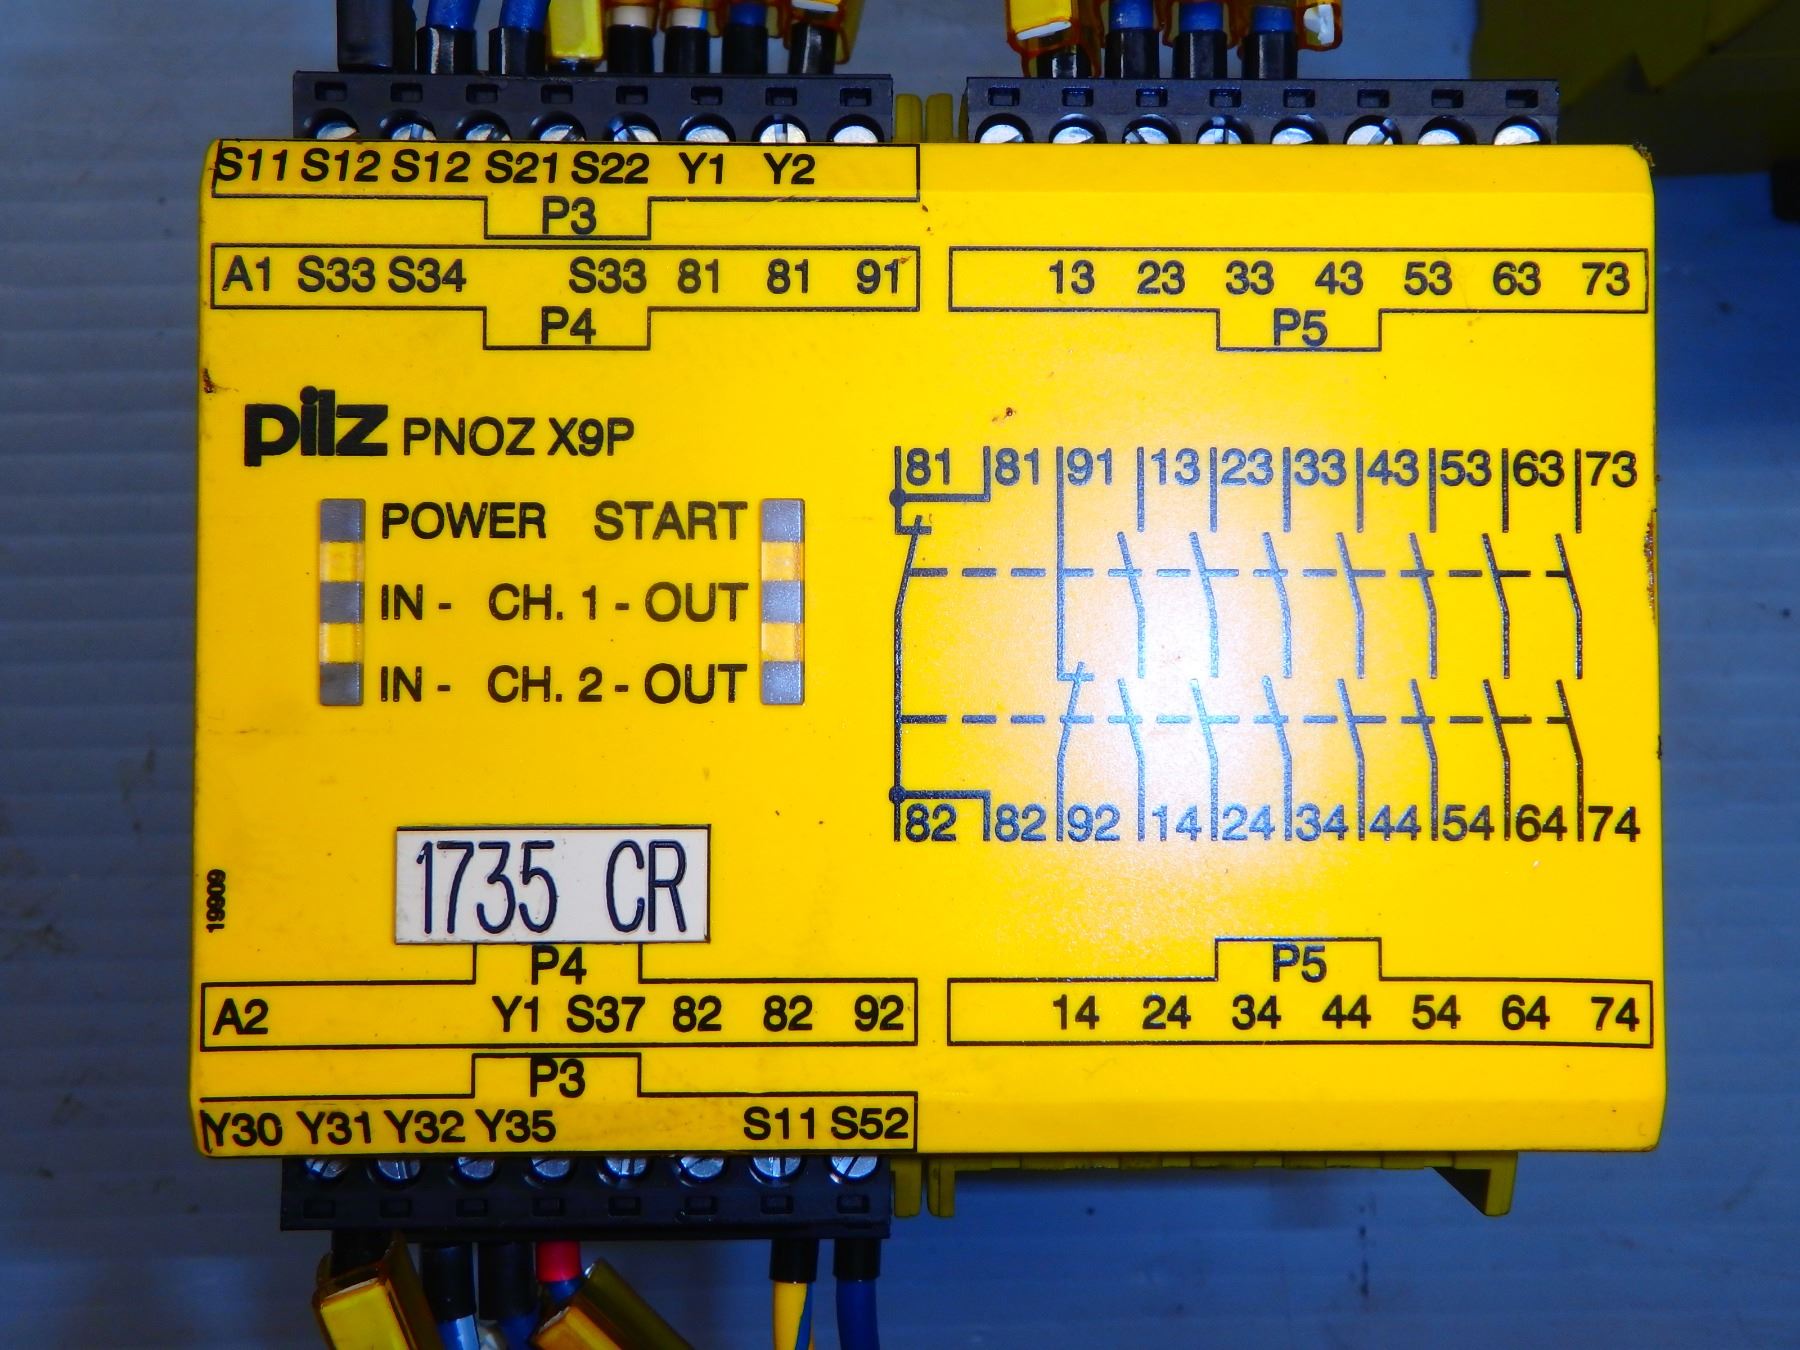 S11 S12 S12 S21 S22 Y1 Y2
P3
A1 S33 S34 S33 81 81 91
P4
13 23 33 43 53 63 73
P5
pilz PNOZ X9P
POWER START
IN - CH. 1 - OUT
IN - CH. 2 - OUT
81 81 91 13 23 33 43 53 63 73
82 82 92 14 24 34 44 54 64 74
1735 CR
19909
P4
A2 Y1 S37 82 82 92
P3
Y30 Y31 Y32 Y35 S11 S52
P5
14 24 34 44 54 64 74